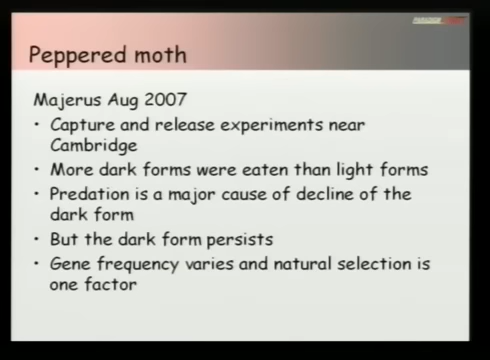 Peppered moth
Majerus Aug 2007
• Capture and release experiments near
Cambridge
• More dark forms were eaten than light forms
• Predation is a major cause of decline of the
dark form
• But the dark form persists
• Gene frequency varies and natural selection is
one factor